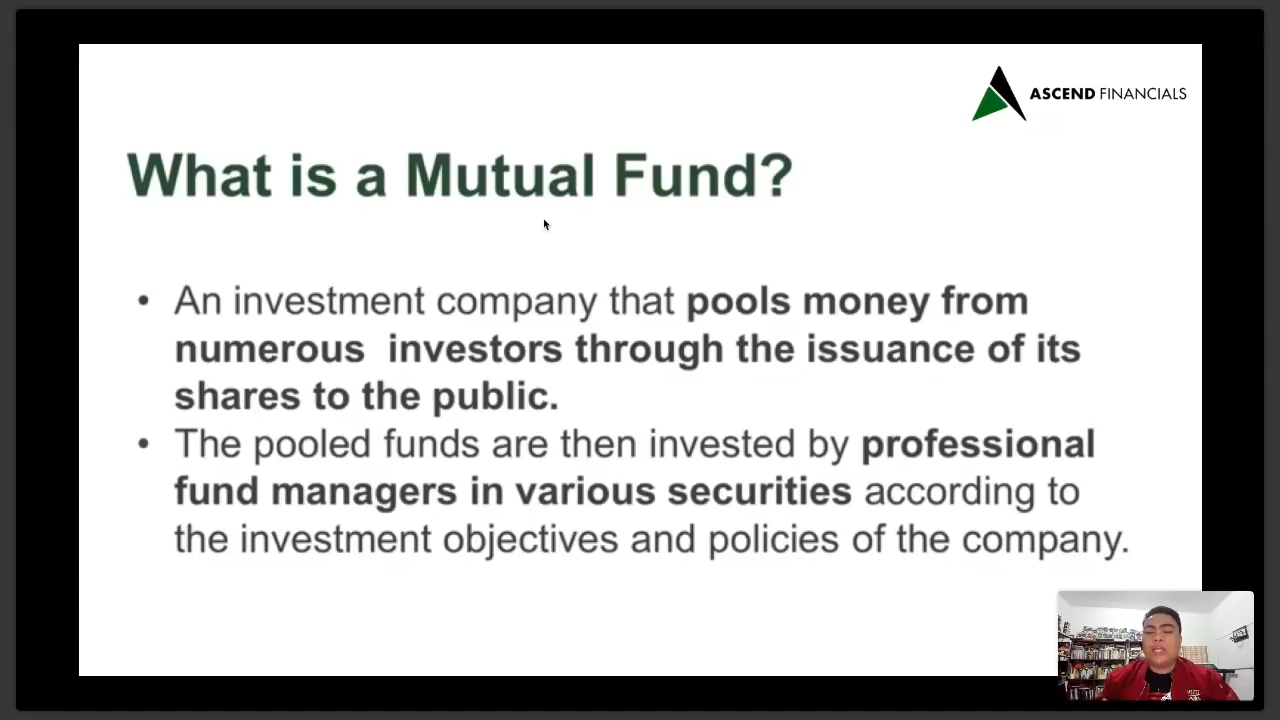 ASCEND FINANCIALS
What is a Mutual Fund?
• An investment company that pools money from
numerous investors through the issuance of its
shares to the public.
• The pooled funds are then invested by professional
fund managers in various securities according to
the investment objectives and policies of the company.